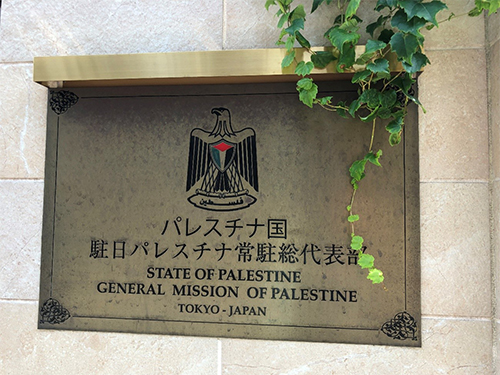 فلسطين
パレスチナ国
駐日パレスチナ常駐総代表部
STATE OF PALESTINE
GENERAL MISSION OF PALESTINE
TOKYO - JAPAN